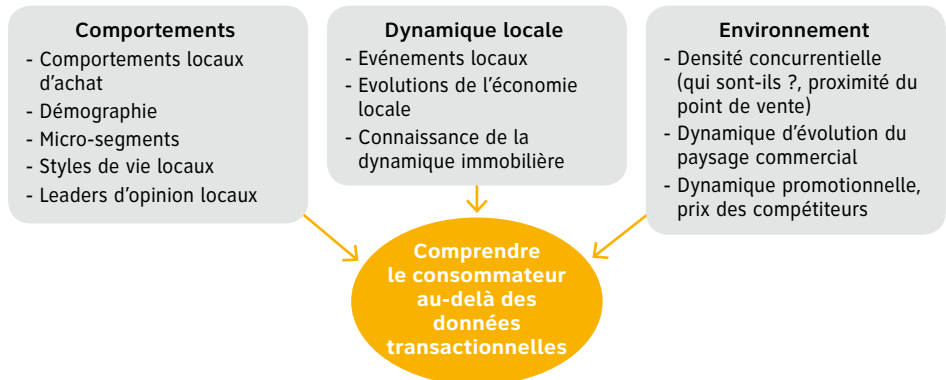 Comportements
- Comportements locaux
d'achat
- Démographie
- Micro-segments
- Styles de vie locaux
- Leaders d'opinion locaux
Dynamique locale
- Evénements locaux
- Evolutions de l'économie
locale
- Connaissance de la
dynamique immobilière
Environnement
- Densité concurrentielle
(qui sont-ils ?, proximité du
point de vente)
- Dynamique d'évolution du
paysage commercial
- Dynamique promotionnelle,
prix des compétiteurs
Comprendre
le consommateur
au-delà des
données
transactionnelles